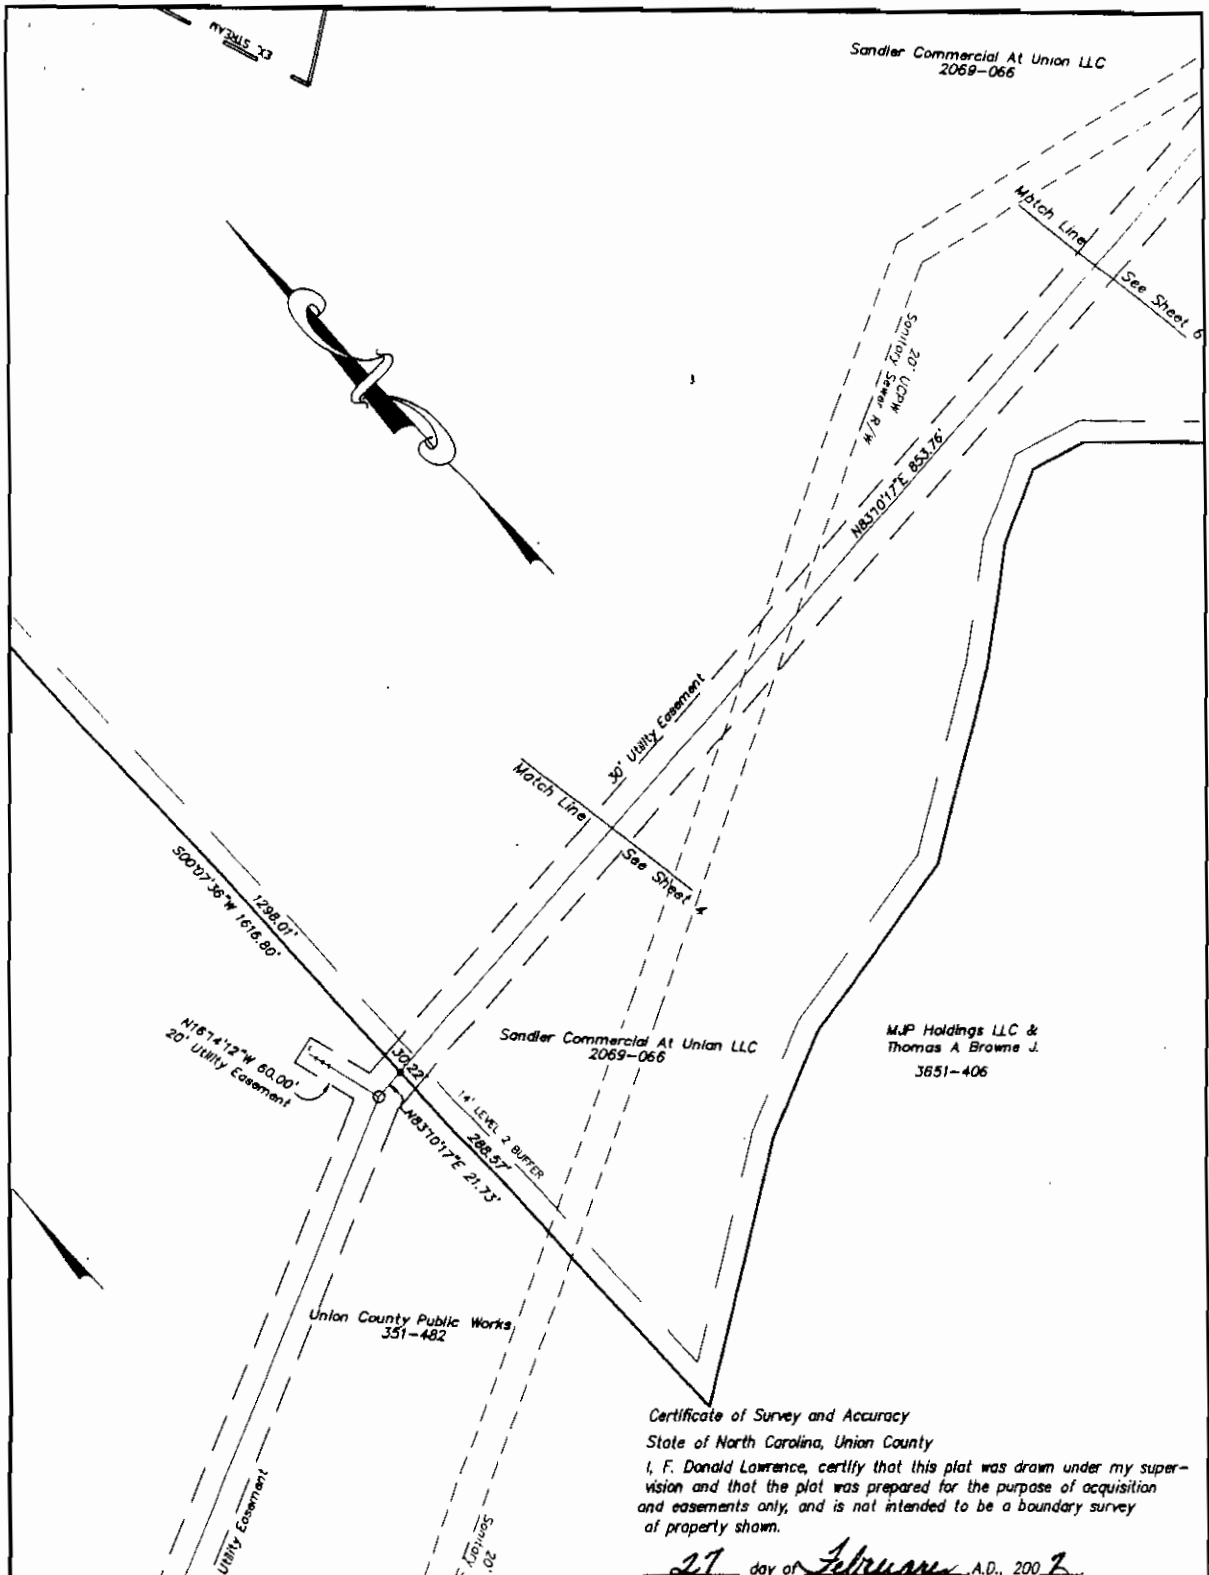 EX. STREAM
Sandler Commercial At Union LLC
2069-066
Match Line
See Sheet 6
20' UCPW
Sanitary Sewer R/W
N83°10'17"E 853.76'
30' Utility Easement
Match Line
See Sheet 4
S00°07'36"W 1616.80'
1298.01'
N16°14'12"W 60.00'
20' Utility Easement
30.22'
Sandler Commercial At Union LLC
2069-066
MJP Holdings LLC &
Thomas A Browne J.
3651-406
14' LEVEL 2 BUFFER
288.57'
N83°10'17"E 21.73'
Union County Public Works
351-482
Utility Easement
20'
Sanitary
Certificate of Survey and Accuracy
State of North Carolina, Union County
I, F. Donald Lawrence, certify that this plat was drawn under my super-
vision and that the plat was prepared for the purpose of acquisition
and easements only, and is not intended to be a boundary survey
of property shown.
27 day of February A.D., 200